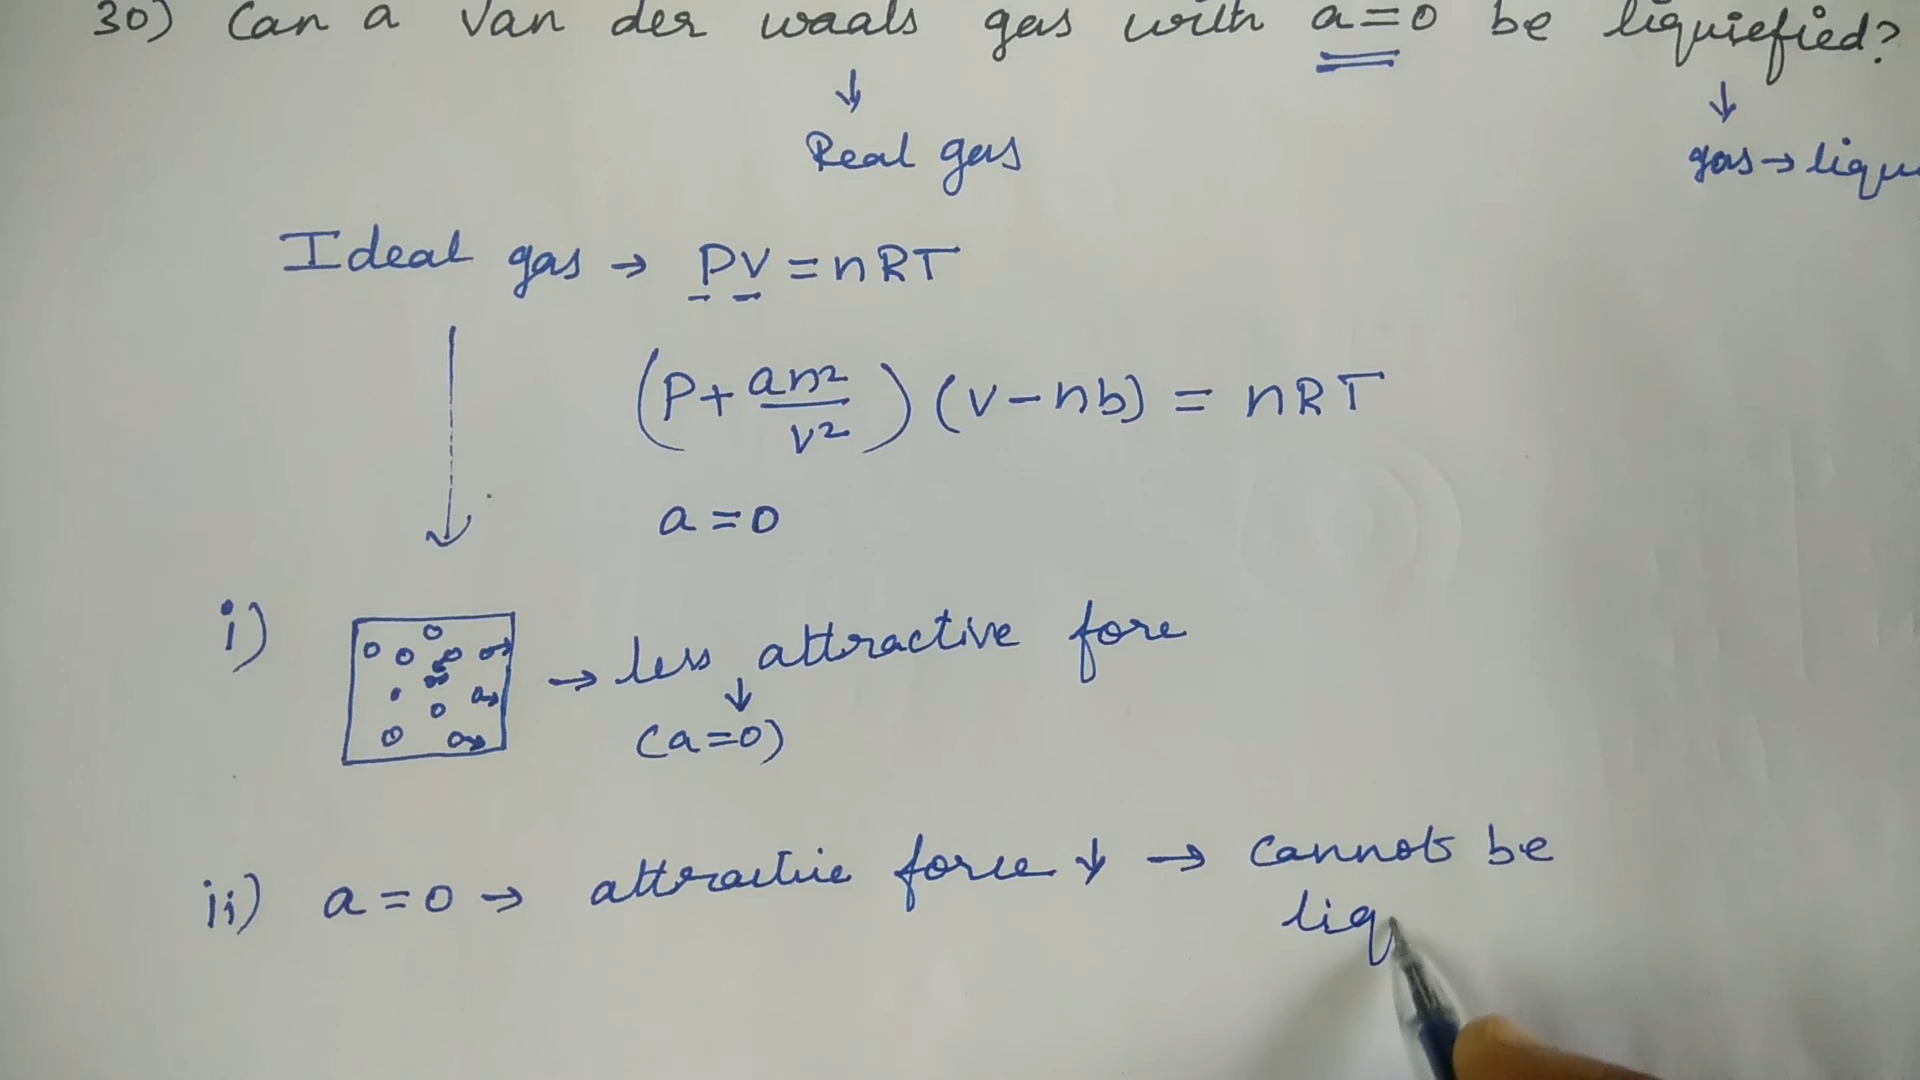 30) Can a Van der waals gas with a=0 be liquiefied?
↓ ↓
Real gas gas→liqu
Ideal gas → PV=nRT
(P+an²/V²)(V-nb) = nRT
a=0
i) → less attractive fore
↓
(a=0)
ii) a=0 → attractive force ↓ → cannot be
liq